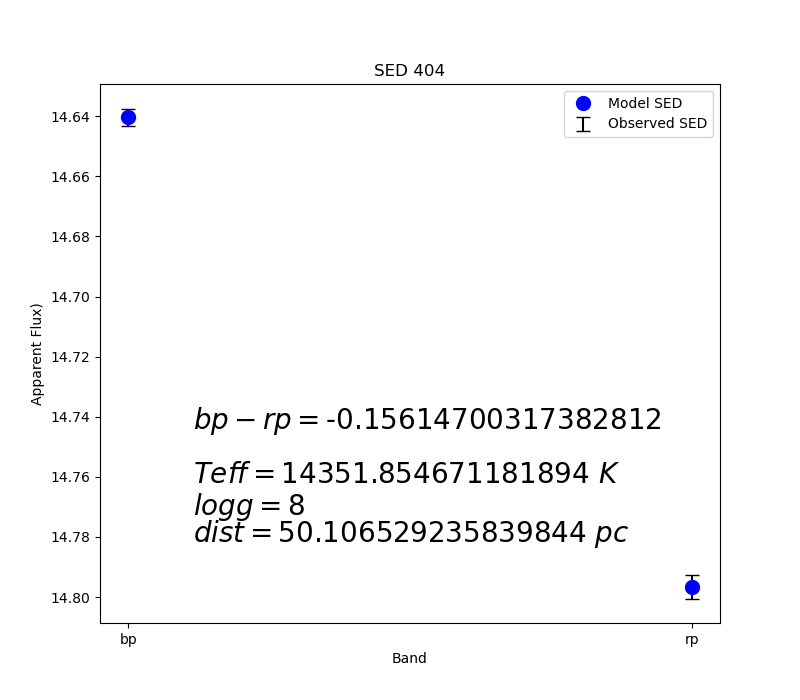 SED 404
Model SED
Observed SED
14.64
14.66
14.68
14.70
14.72
14.74
14.76
14.78
14.80
Apparent Flux)
bp − rp = -0.15614700317382812
Teff = 14351.854671181894 K
logg = 8
dist = 50.106529235839844 pc
bp
rp
Band